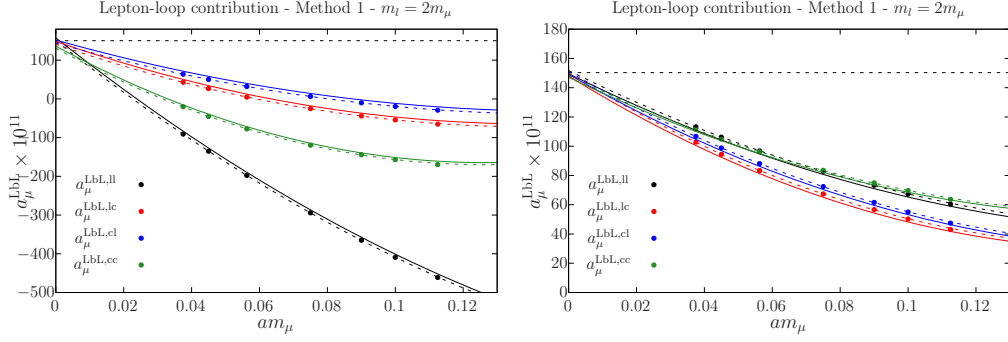 Lepton-loop contribution - Method 1 - m_l = 2m_μ
100
0
−100
−200
−300
−400
−500
a_μ^LbL × 10^11
a_μ^LbL,ll
a_μ^LbL,lc
a_μ^LbL,cl
a_μ^LbL,cc
0 0.02 0.04 0.06 0.08 0.1 0.12
am_μ
Lepton-loop contribution - Method 1 - m_l = 2m_μ
180
160
140
120
100
80
60
40
20
0
a_μ^LbL × 10^11
a_μ^LbL,ll
a_μ^LbL,lc
a_μ^LbL,cl
a_μ^LbL,cc
0 0.02 0.04 0.06 0.08 0.1 0.12
am_μ